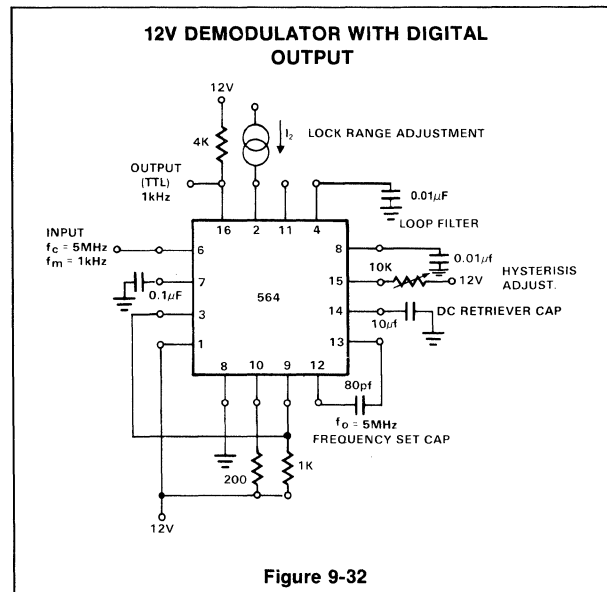 12V DEMODULATOR WITH DIGITAL
OUTPUT
12V
4K
I2
LOCK RANGE ADJUSTMENT
OUTPUT
(TTL)
1kHz
0.01μF
16 2 11 4
LOOP FILTER
INPUT
fc = 5MHz
fm = 1kHz
6
8
0.01μf
7
0.1μF
564
15
10K
12V
HYSTERISIS
ADJUST.
3
14
10μf
DC RETRIEVER CAP
1
13
8 10 9 12
80pf
fo = 5MHz
FREQUENCY SET CAP
200
1K
12V
Figure 9-32